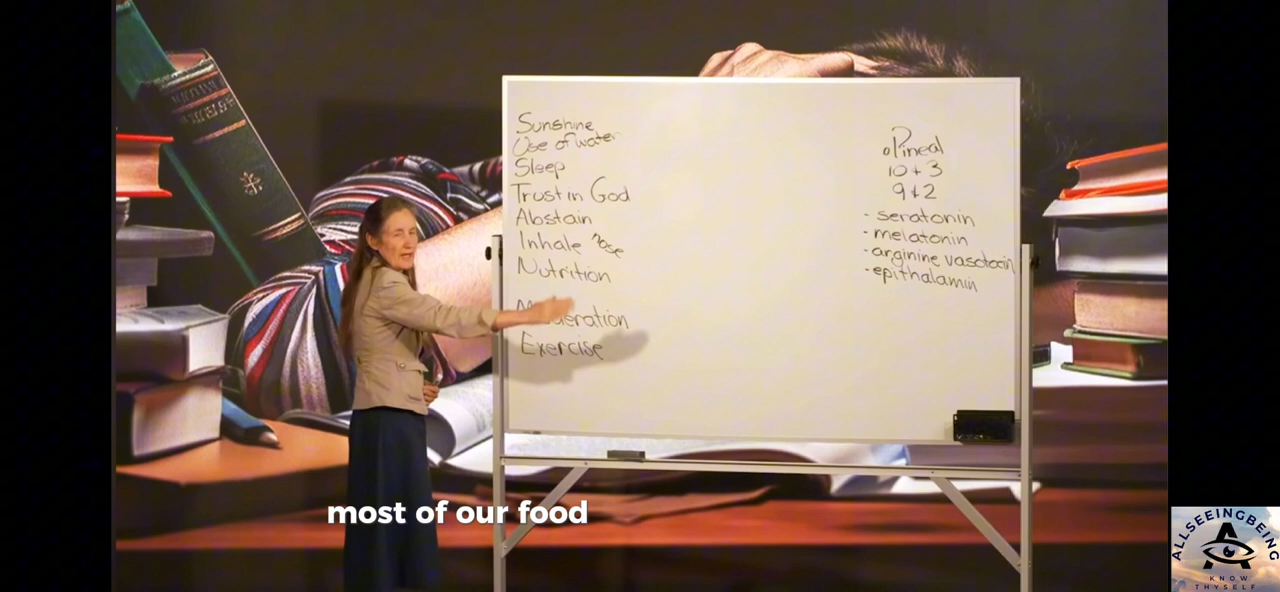 Sunshine
Use of water
Sleep
Trust in God
Abstain
Inhale nose
Nutrition
Exercise
Pineal
10 + 3
9 + 2
- seratonin
- melatonin
- arginine vasotocin
- epithalamin
most of our food
ALLSEEINGBEING
KNOW
THYSELF